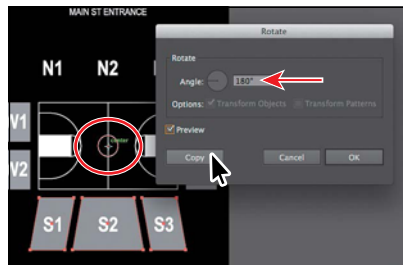 MAIN ST ENTRANCE
Rotate
Rotate
Angle: 180°
Options: Transform Objects Transform Patterns
Preview
Copy Cancel OK
N1 N2
center
V1
V2
S1 S2 S3